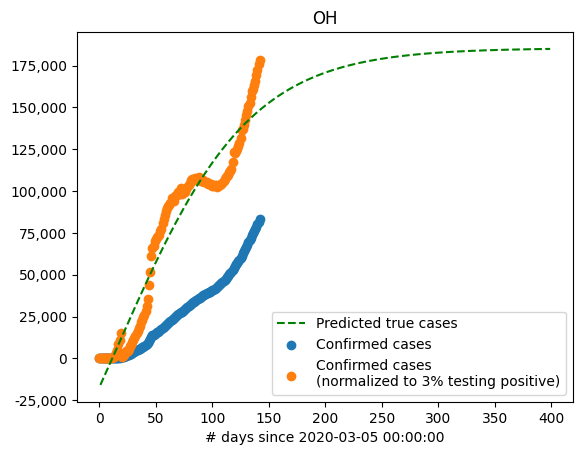 OH
175,000
150,000
125,000
100,000
75,000
50,000
25,000
0
-25,000
Predicted true cases
Confirmed cases
Confirmed cases
(normalized to 3% testing positive)
0 50 100 150 200 250 300 350 400
# days since 2020-03-05 00:00:00